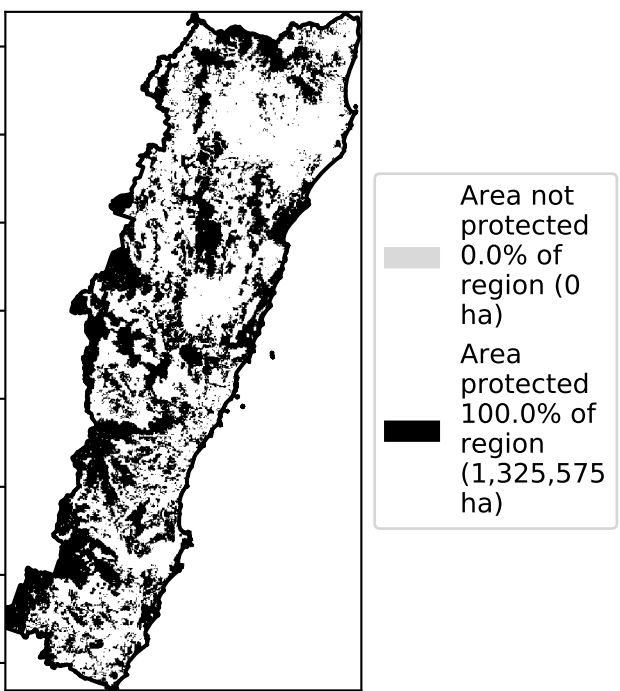 Area not
protected
0.0% of
region (0
ha)
Area
protected
100.0% of
region
(1,325,575
ha)